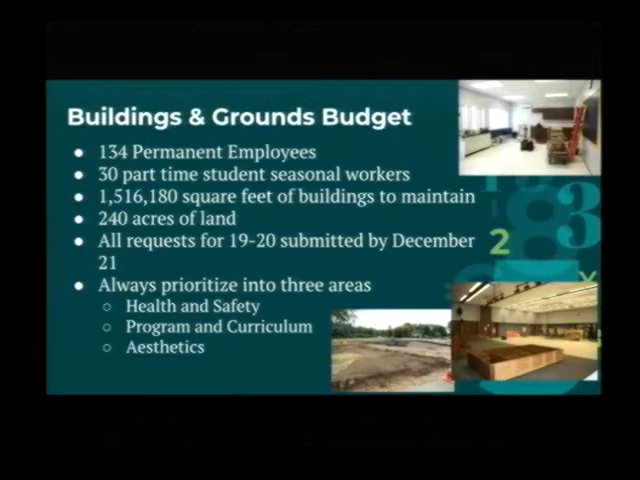 Buildings & Grounds Budget
● 134 Permanent Employees
● 30 part time student seasonal workers
● 1,516,180 square feet of buildings to maintain
● 240 acres of land
● All requests for 19-20 submitted by December
21
● Always prioritize into three areas
○ Health and Safety
○ Program and Curriculum
○ Aesthetics
3
2